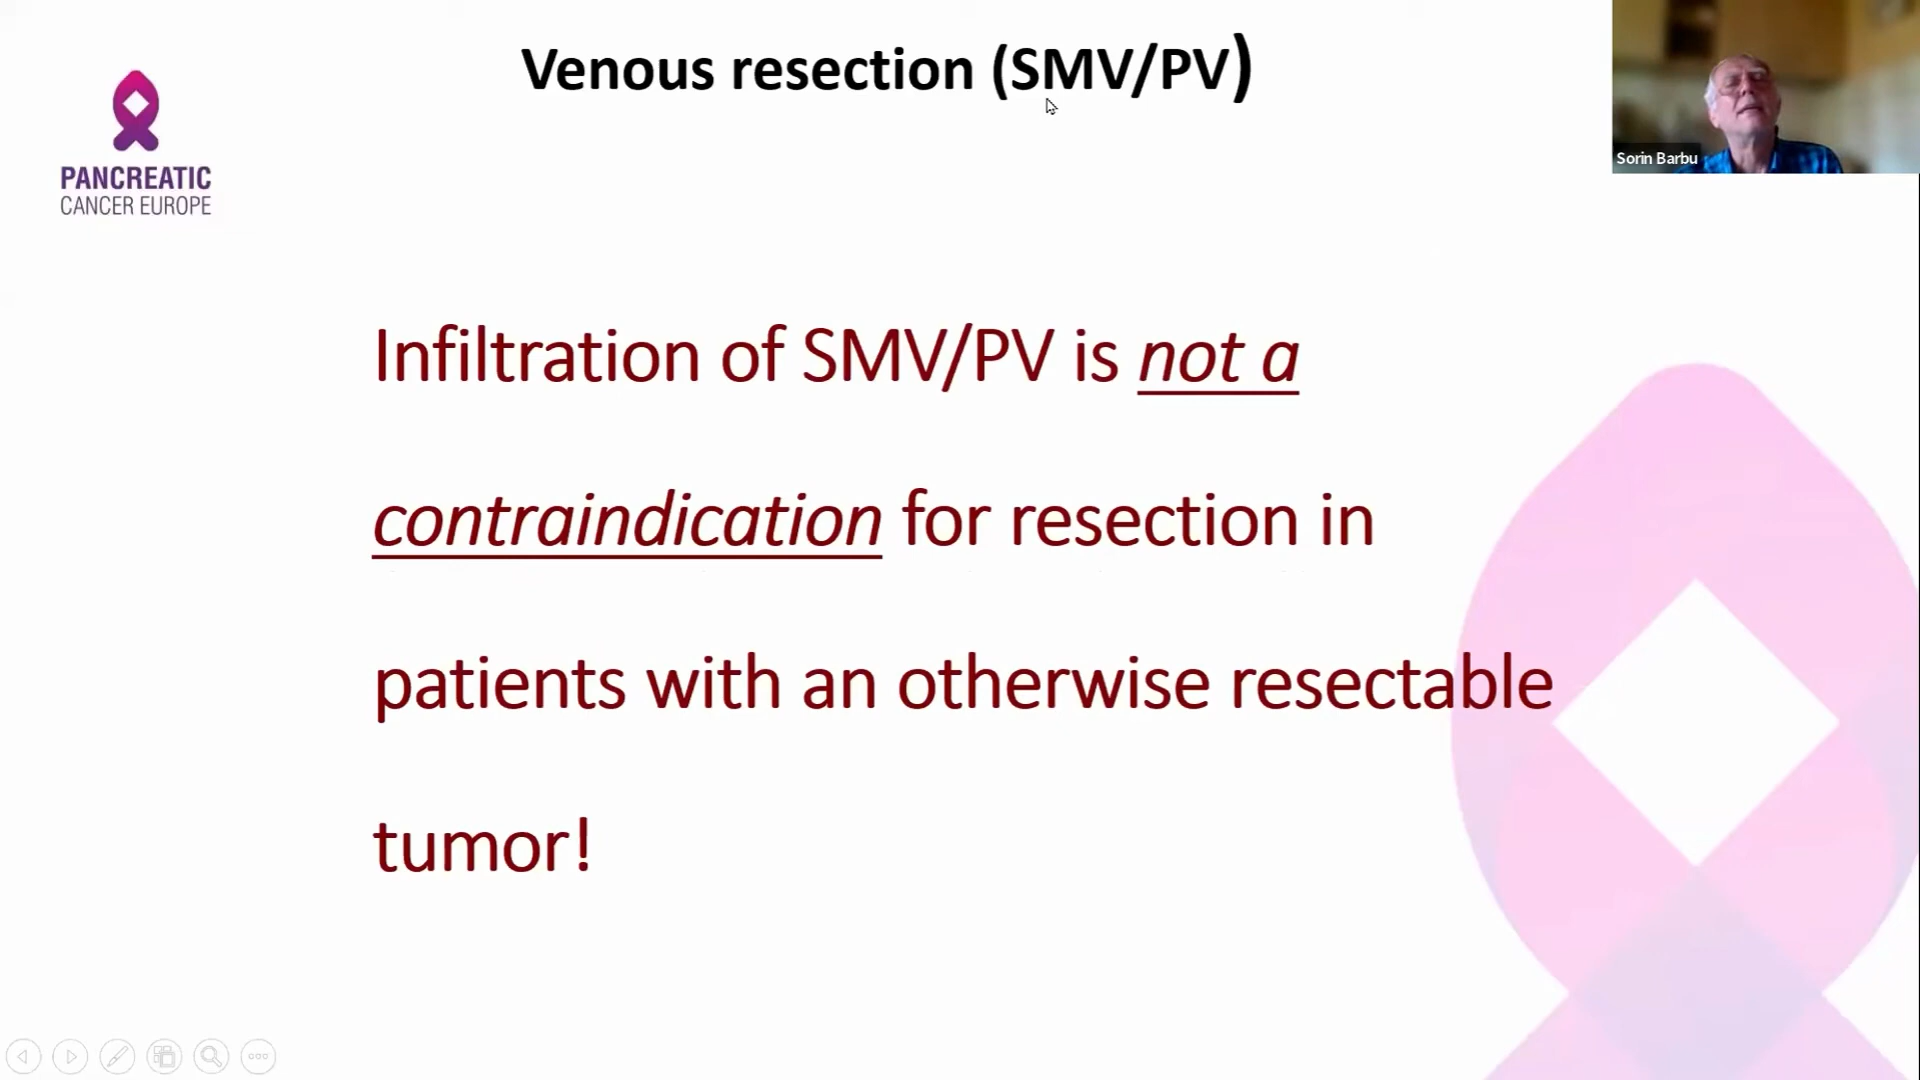 Venous resection (SMV/PV)
PANCREATIC
CANCER EUROPE
Sorin Barbu
Infiltration of SMV/PV is not a
contraindication for resection in
patients with an otherwise resectable
tumor!